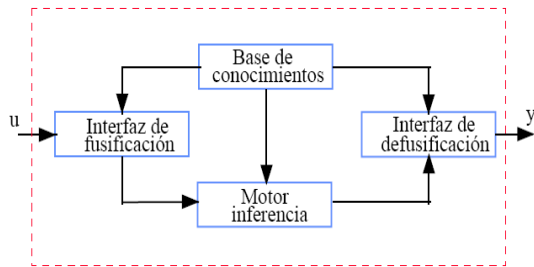 Base de
conocimientos
u
Interfaz de
fusificación
Interfaz de
defusificación
y
Motor
inferencia